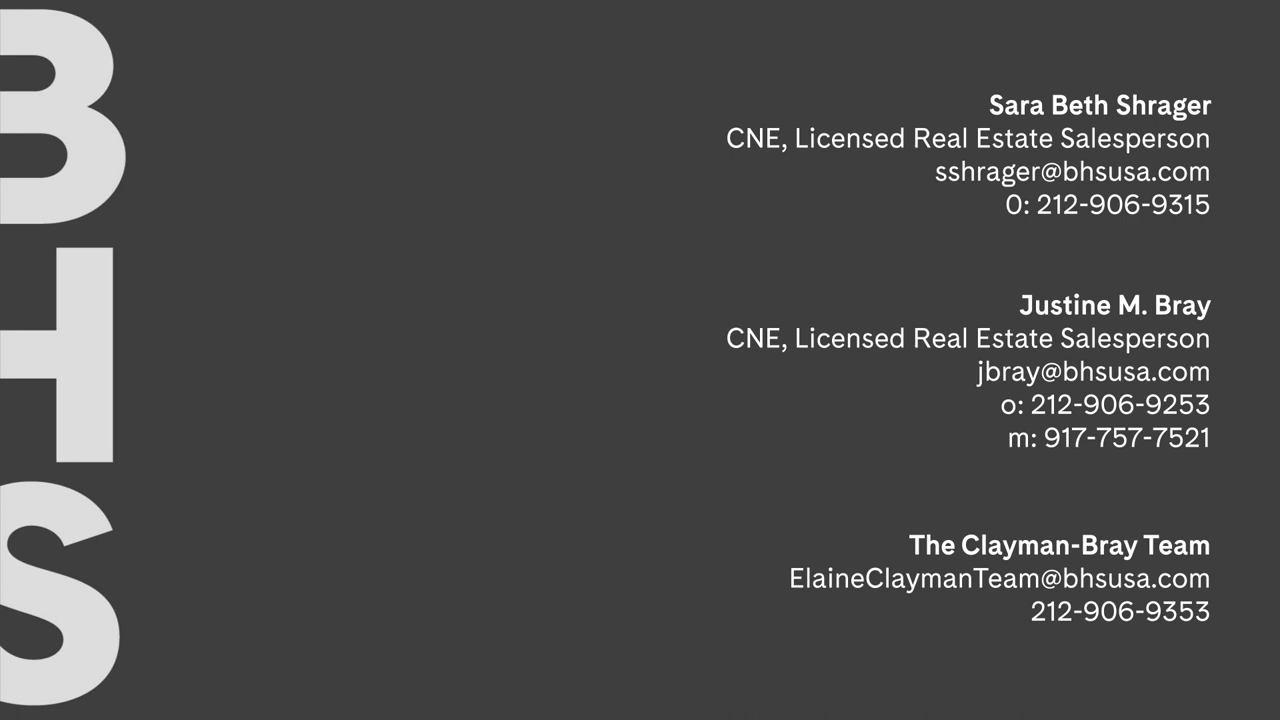 BHS
Sara Beth Shrager
CNE, Licensed Real Estate Salesperson
sshrager@bhsusa.com
O: 212-906-9315
Justine M. Bray
CNE, Licensed Real Estate Salesperson
jbray@bhsusa.com
o: 212-906-9253
m: 917-757-7521
The Clayman-Bray Team
ElaineClaymanTeam@bhsusa.com
212-906-9353